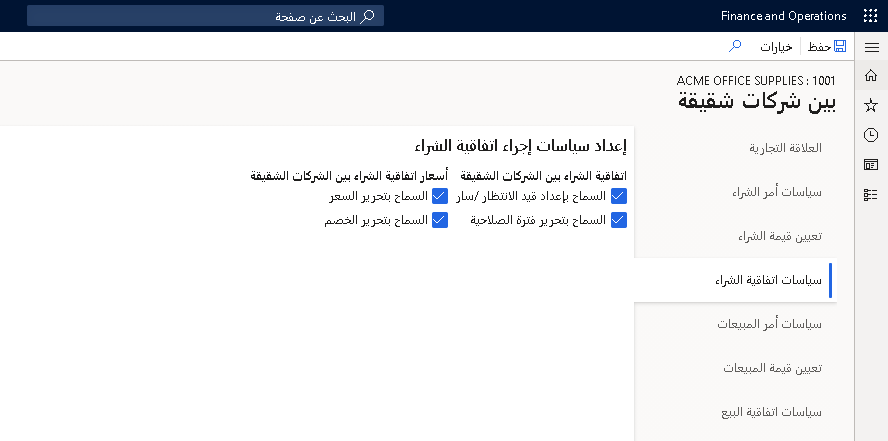 Finance and Operations
البحث عن صفحة
حفظ
خيارات
ACME OFFICE SUPPLIES : 1001
بين شركات شقيقة
العلاقة التجارية
سياسات أمر الشراء
تعيين قيمة الشراء
سياسات اتفاقية الشراء
سياسات أمر المبيعات
تعيين قيمة المبيعات
سياسات اتفاقية البيع
إعداد سياسات إجراء اتفاقية الشراء
اتفاقية الشراء بين الشركات الشقيقة
السماح بإعداد قيد الانتظار /سار
السماح بتحرير فترة الصلاحية
أسعار اتفاقية الشراء بين الشركات الشقيقة
السماح بتحرير السعر
السماح بتحرير الخصم